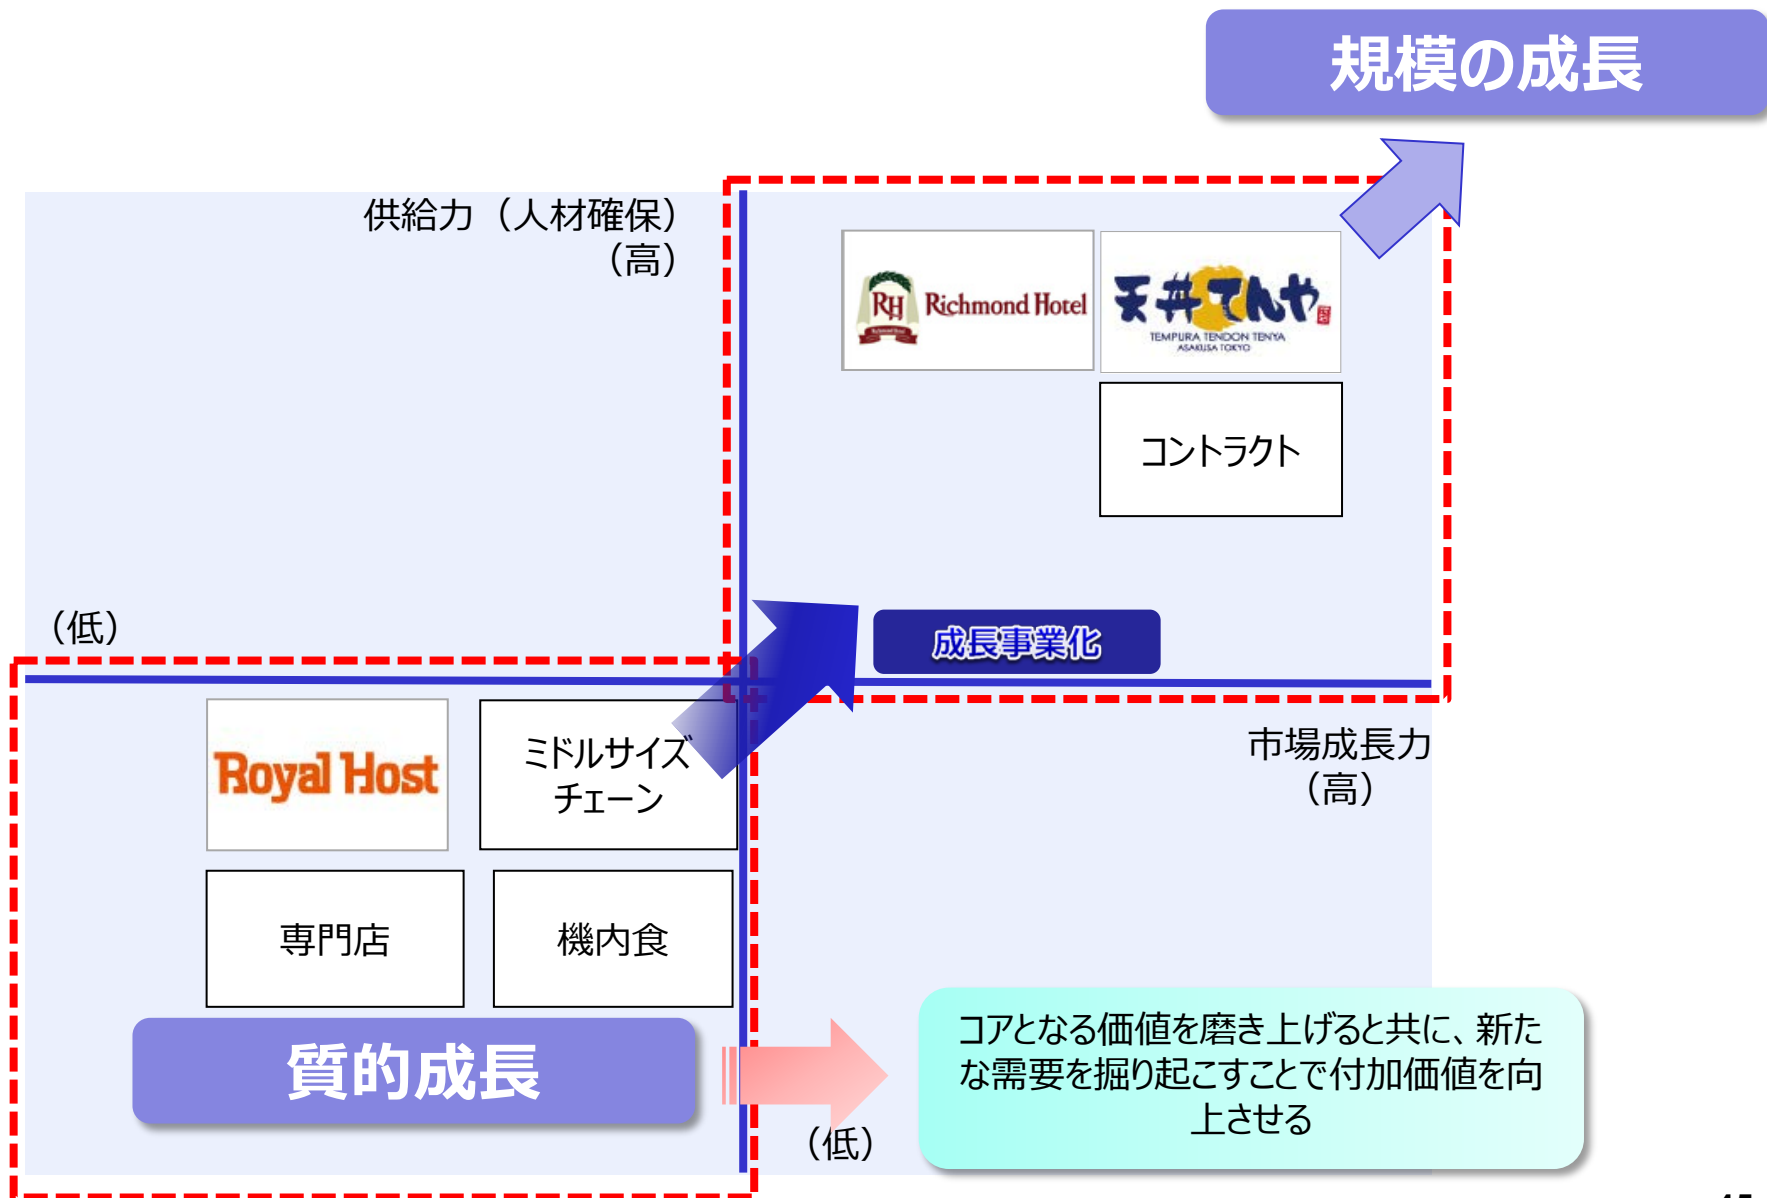 規模の成長
供給力（人材確保）
（高）
RH
Richmond Hotel
天丼てんや
TEMPURA TENDON TENYA
ASAKUSA TOKYO
コントラクト
（低）
成長事業化
Royal Host
ミドルサイズ
チェーン
市場成長力
（高）
専門店
機内食
質的成長
コアとなる価値を磨き上げると共に、新た
な需要を掘り起こすことで付加価値を向
上させる
（低）